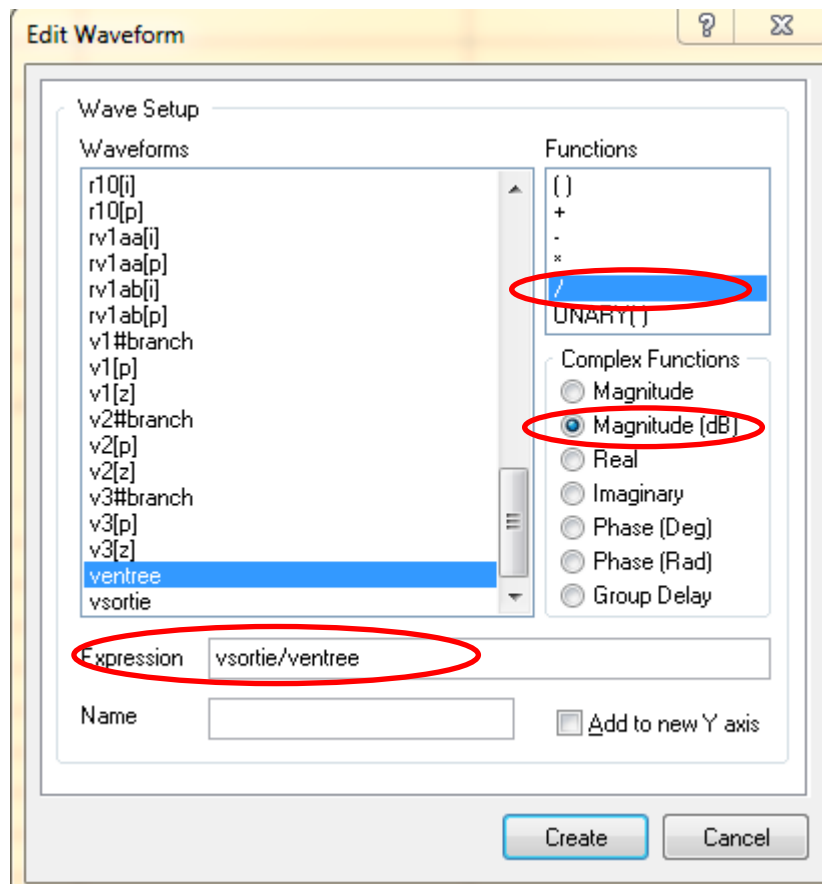 Edit Waveform
Wave Setup
Waveforms
r10[i]
r10[p]
rv1aa[i]
rv1aa[p]
rv1ab[i]
rv1ab[p]
v1#branch
v1[p]
v1[z]
v2#branch
v2[p]
v2[z]
v3#branch
v3[p]
v3[z]
ventree
vsortie
Functions
( )
+
-
*
/
UNARY( )
Complex Functions
Magnitude
Magnitude (dB)
Real
Imaginary
Phase (Deg)
Phase (Rad)
Group Delay
Expression vsortie/ventree
Name
Add to new Y axis
Create Cancel